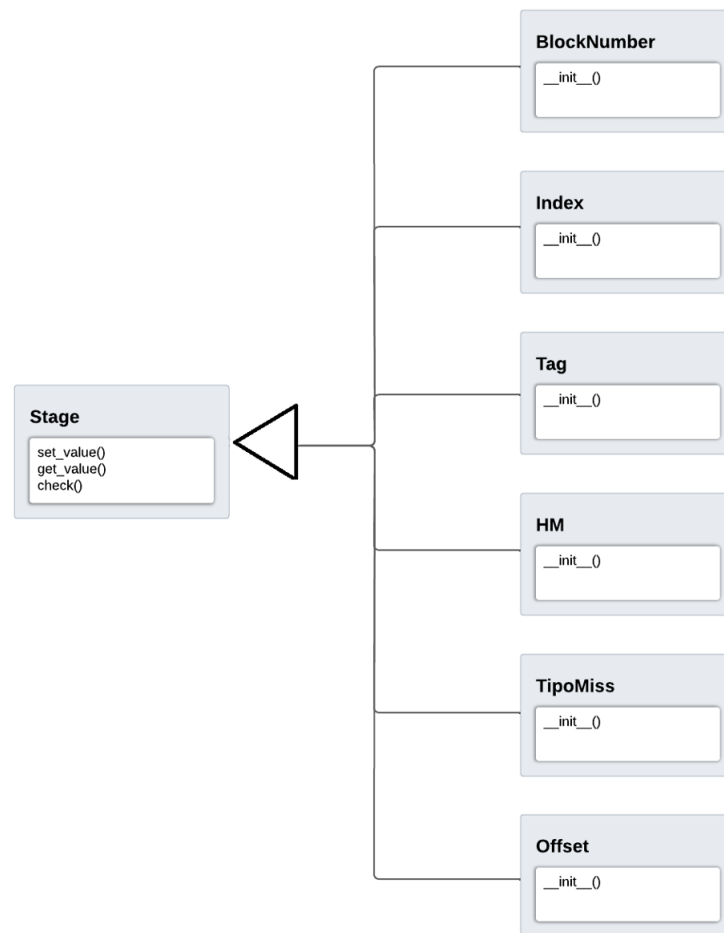 BlockNumber
__init__()
Index
__init__()
Tag
__init__()
Stage
set_value()
get_value()
check()
HM
__init__()
TipoMiss
__init__()
Offset
__init__()